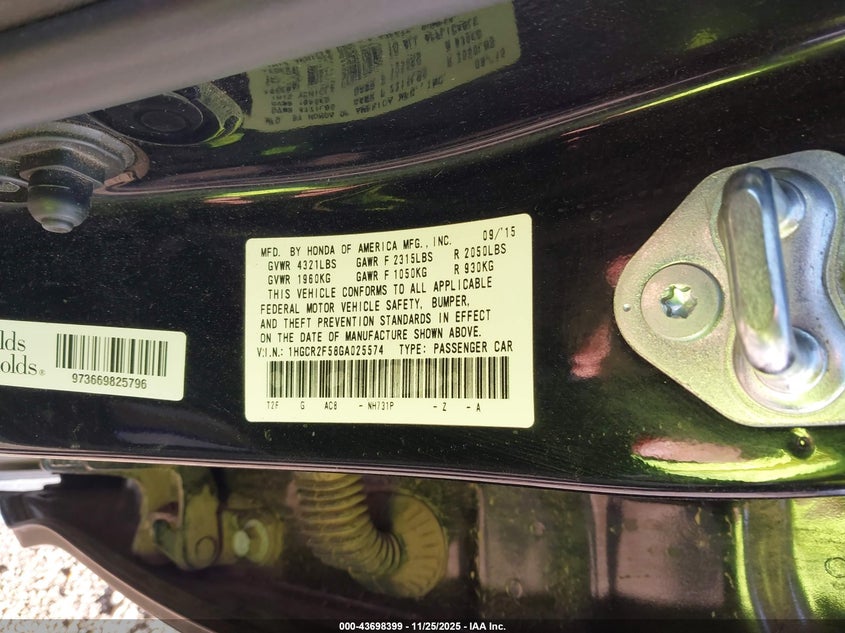 MFD. BY HONDA OF AMERICA MFG., INC. 09/'15
GVWR 4321LBS GAWR F 2315LBS R 2050LBS
GVWR 1960KG GAWR F 1050KG R 930KG
THIS VEHICLE CONFORMS TO ALL APPLICABLE
FEDERAL MOTOR VEHICLE SAFETY, BUMPER,
AND THEFT PREVENTION STANDARDS IN EFFECT
ON THE DATE OF MANUFACTURE SHOWN ABOVE.
V.I.N.: 1HGCR2F58GA025574 TYPE: PASSENGER CAR
T2F G AC8 - NH731P - Z - A
lds
olds®
973669825796
000-43698399 | 11/25/2025 - IAA Inc.